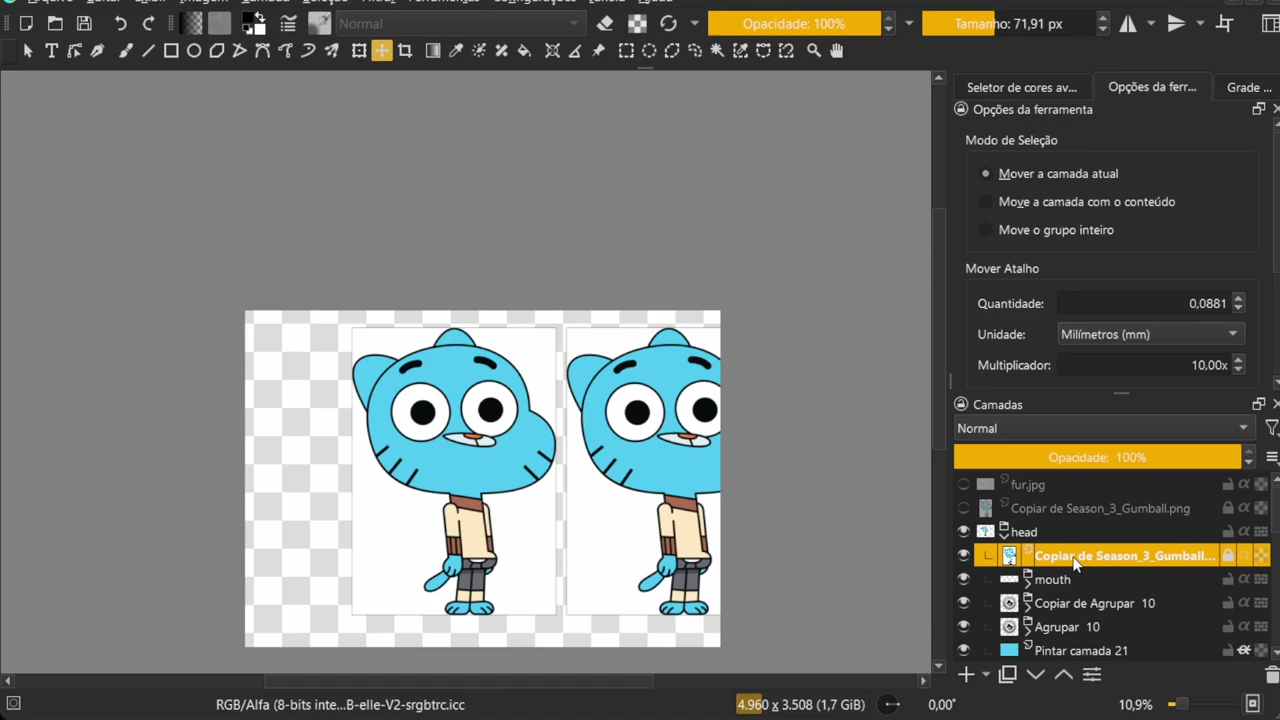 Normal
Opacidade: 100%
Tamanho: 71,91 px
Seletor de cores av...
Opções da ferr...
Grade ...
Opções da ferramenta
Modo de Seleção
Mover a camada atual
Move a camada com o conteúdo
Move o grupo inteiro
Mover Atalho
Quantidade: 0,0881
Unidade: Milímetros (mm)
Multiplicador: 10,00x
Camadas
Normal
Opacidade: 100%
fur.jpg
Copiar de Season_3_Gumball.png
head
Copiar de Season_3_Gumball...
mouth
Copiar de Agrupar 10
Agrupar 10
Pintar camada 21
RGB/Alfa (8-bits inte...B-elle-V2-srgbtrc.icc
4.960 x 3.508 (1,7 GiB)
0,00°
10,9%